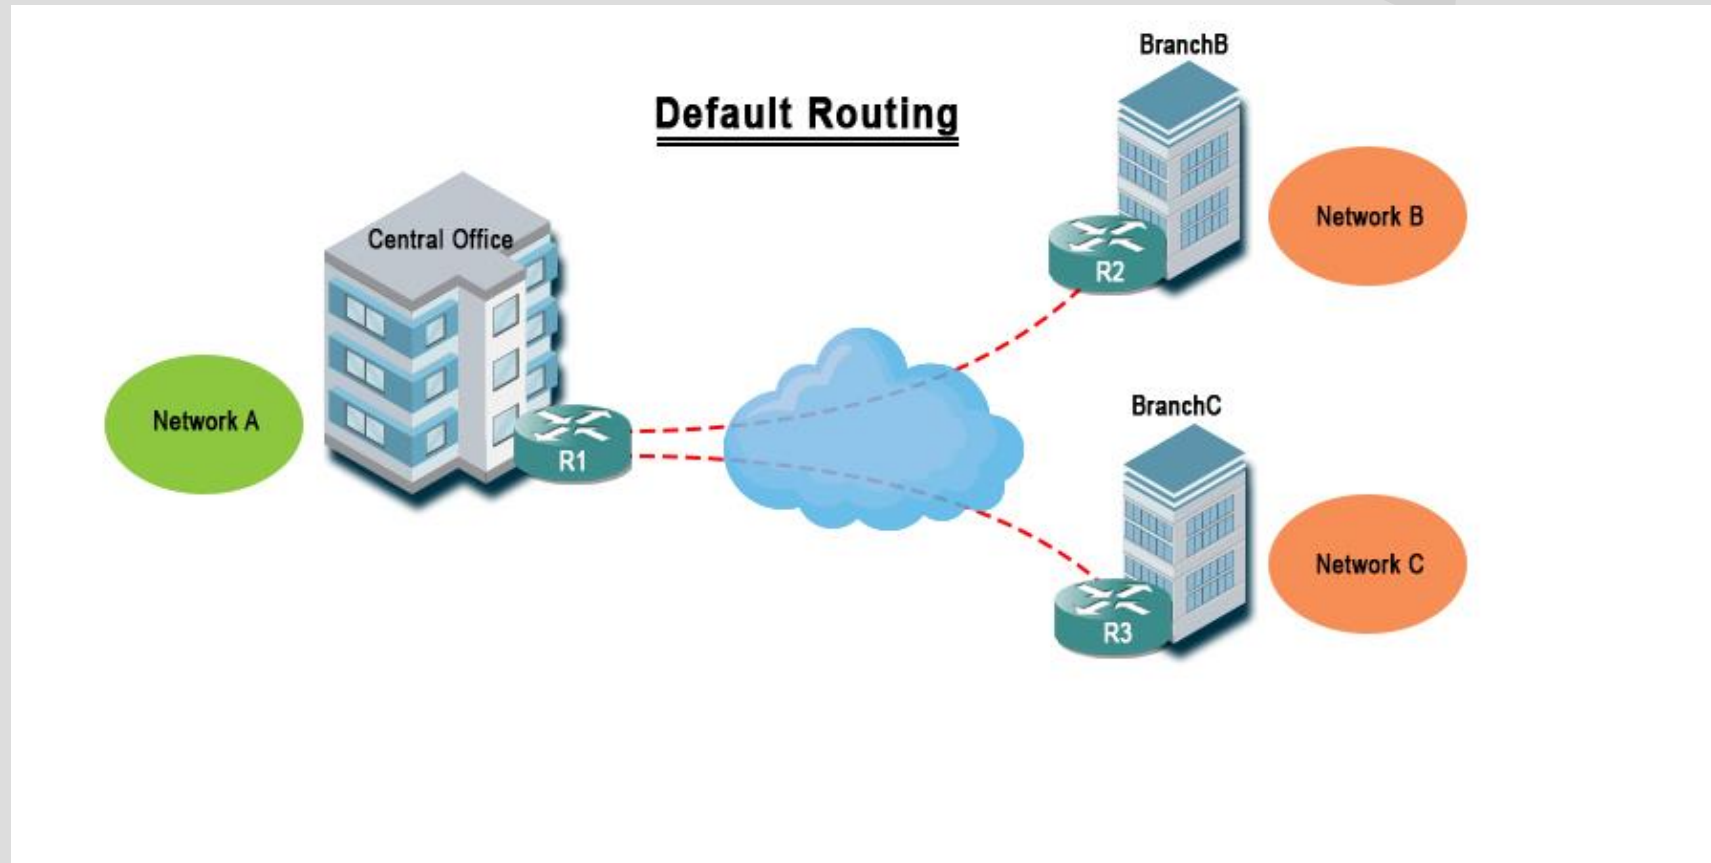 Default Routing
BranchB
Central Office
Network B
R2
Network A
R1
BranchC
Network C
R3